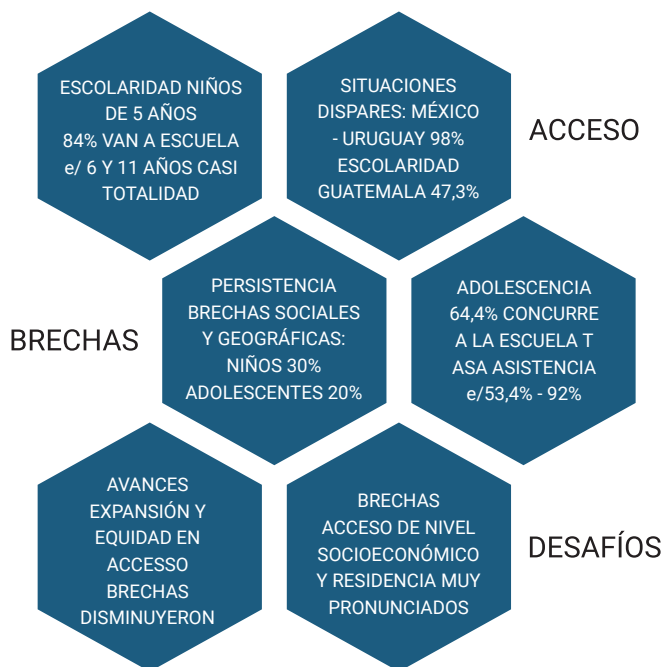 ESCOLARIDAD NIÑOS
DE 5 AÑOS
84% VAN A ESCUELA
e/ 6 Y 11 AÑOS CASI
TOTALIDAD
SITUACIONES
DISPARES: MÉXICO
- URUGUAY 98%
ESCOLARIDAD
GUATEMALA 47,3%
ACCESO
BRECHAS
PERSISTENCIA
BRECHAS SOCIALES
Y GEOGRÁFICAS:
NIÑOS 30%
ADOLESCENTES 20%
ADOLESCENCIA
64,4% CONCURRE
A LA ESCUELA T
ASA ASISTENCIA
e/53,4% - 92%
AVANCES
EXPANSIÓN Y
EQUIDAD EN
ACCESSO
BRECHAS
DISMINUYERON
BRECHAS
ACCESO DE NIVEL
SOCIOECONÓMICO
Y RESIDENCIA MUY
PRONUNCIADOS
DESAFÍOS